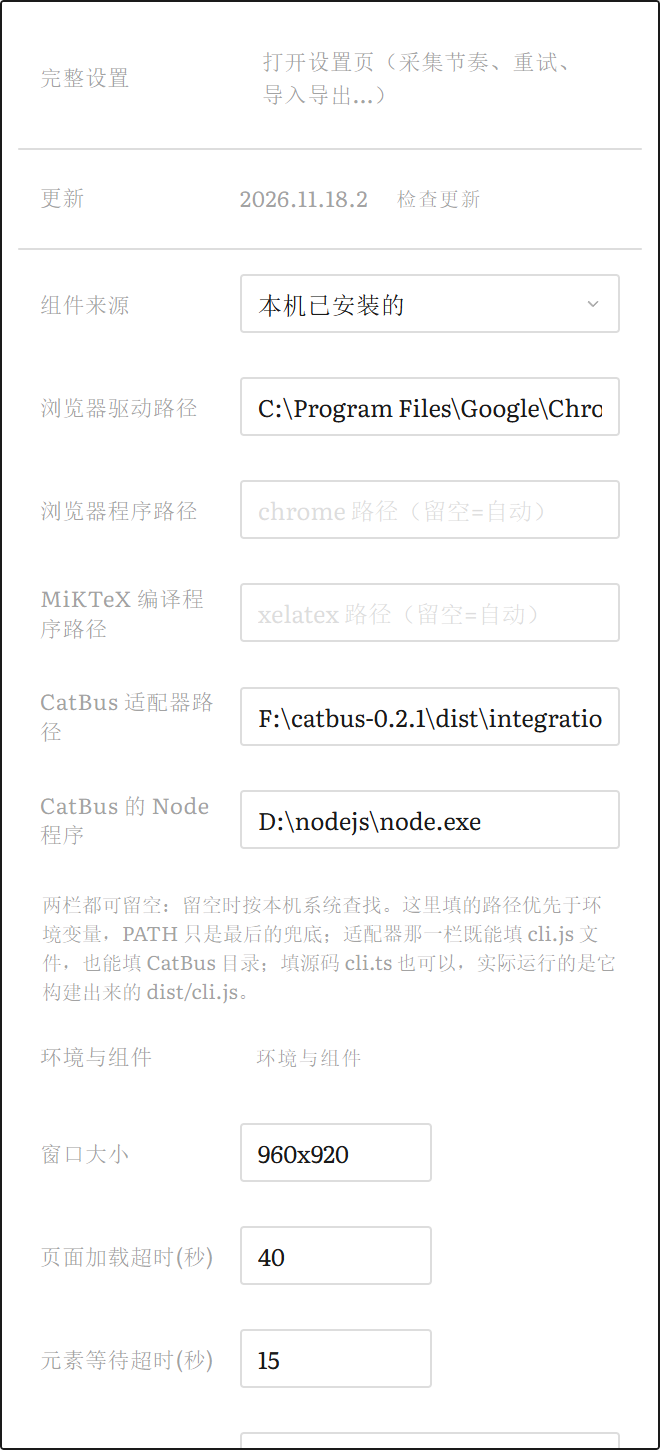 完整设置
打开设置页（采集节奏、重试、
导入导出…）
更新
2026.11.18.2
检查更新
组件来源
本机已安装的
浏览器驱动路径
C:\Program Files\Google\Chro
浏览器程序路径
chrome 路径（留空=自动）
MiKTeX 编译程
序路径
xelatex 路径（留空=自动）
CatBus 适配器路
径
F:\catbus-0.2.1\dist\integratio
CatBus 的 Node
程序
D:\nodejs\node.exe
两栏都可留空：留空时按本机系统查找。这里填的路径优先于环
境变量，PATH 只是最后的兜底；适配器那一栏既能填 cli.js 文
件，也能填 CatBus 目录；填源码 cli.ts 也可以，实际运行的是它
构建出来的 dist/cli.js。
环境与组件
环境与组件
窗口大小
960x920
页面加载超时(秒)
40
元素等待超时(秒)
15